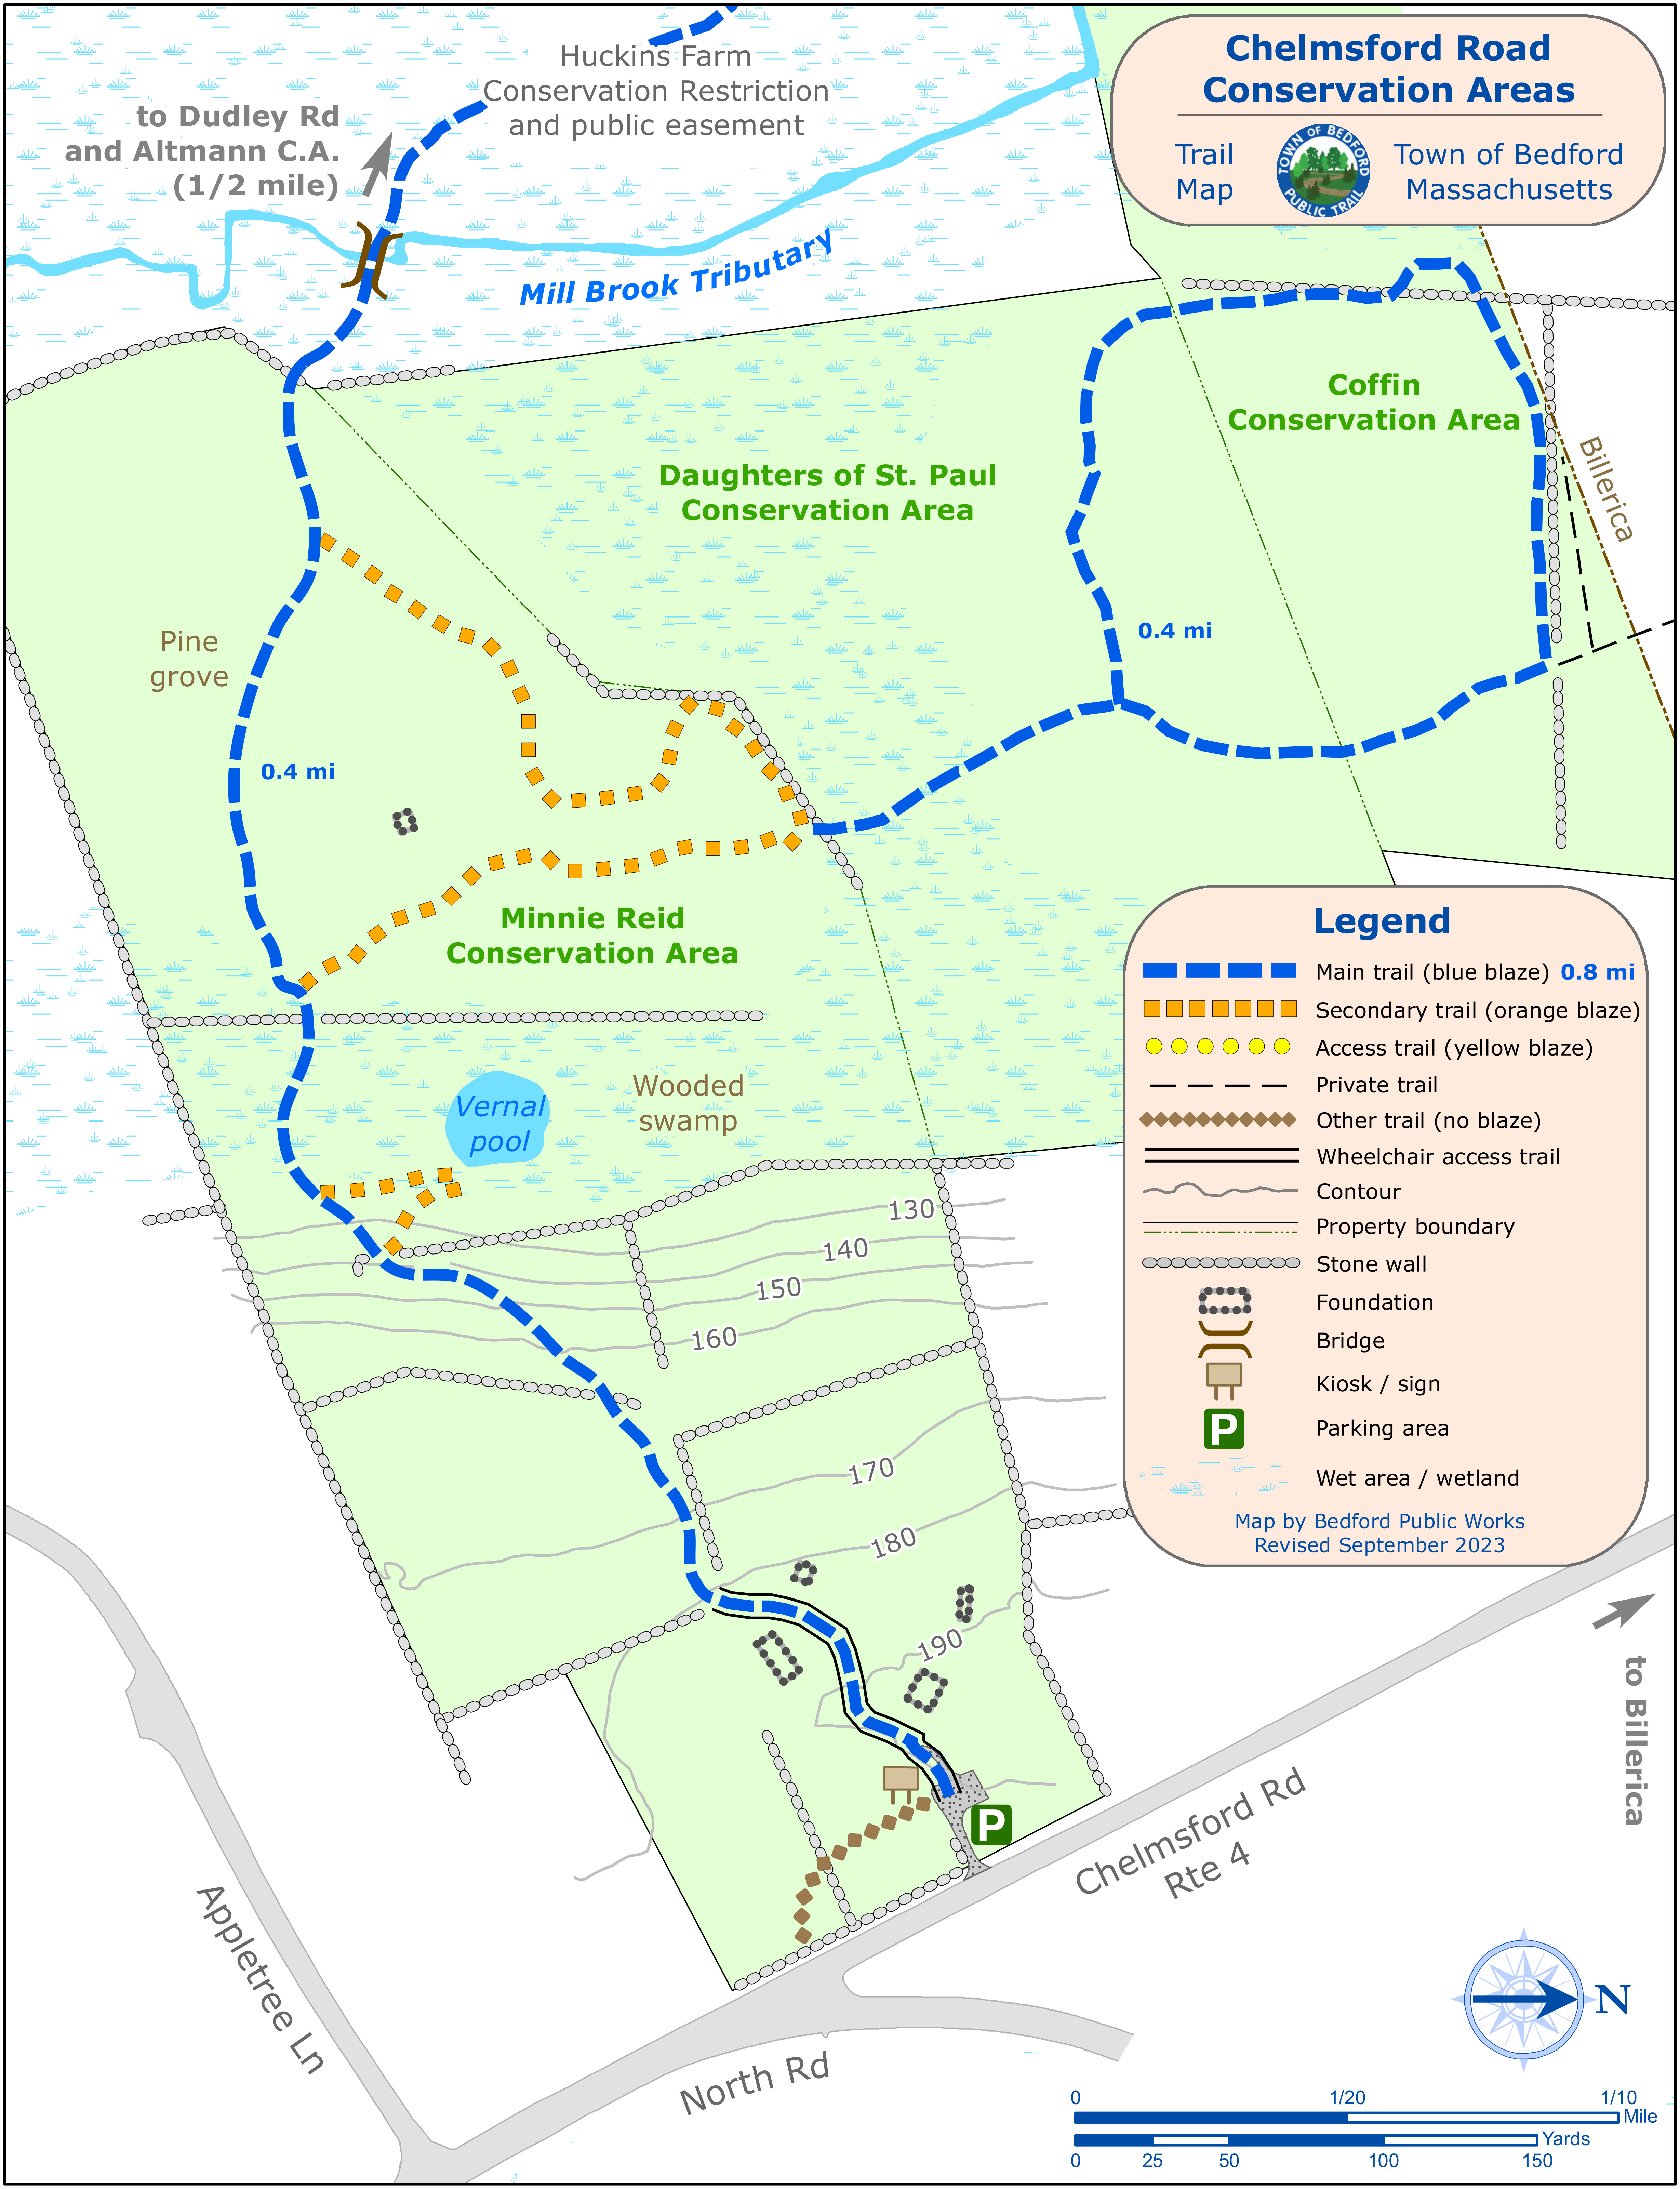 Chelmsford Road
Conservation Areas
Trail
Map
TOWN OF BEDFORD
PUBLIC TRAIL
Town of Bedford
Massachusetts
Huckins Farm
Conservation Restriction
and public easement
to Dudley Rd
and Altmann C.A.
(1/2 mile)
Mill Brook Tributary
Coffin
Conservation Area
Billerica
Daughters of St. Paul
Conservation Area
0.4 mi
Pine
grove
0.4 mi
Minnie Reid
Conservation Area
Vernal
pool
Wooded
swamp
130
140
150
160
170
180
190
Legend
Main trail (blue blaze) 0.8 mi
Secondary trail (orange blaze)
Access trail (yellow blaze)
Private trail
Other trail (no blaze)
Wheelchair access trail
Contour
Property boundary
Stone wall
Foundation
Bridge
Kiosk / sign
P
Parking area
Wet area / wetland
Map by Bedford Public Works
Revised September 2023
to Billerica
P
Chelmsford Rd
Rte 4
Appletree Ln
North Rd
N
0 1/20 1/10
Mile
Yards
0 25 50 100 150